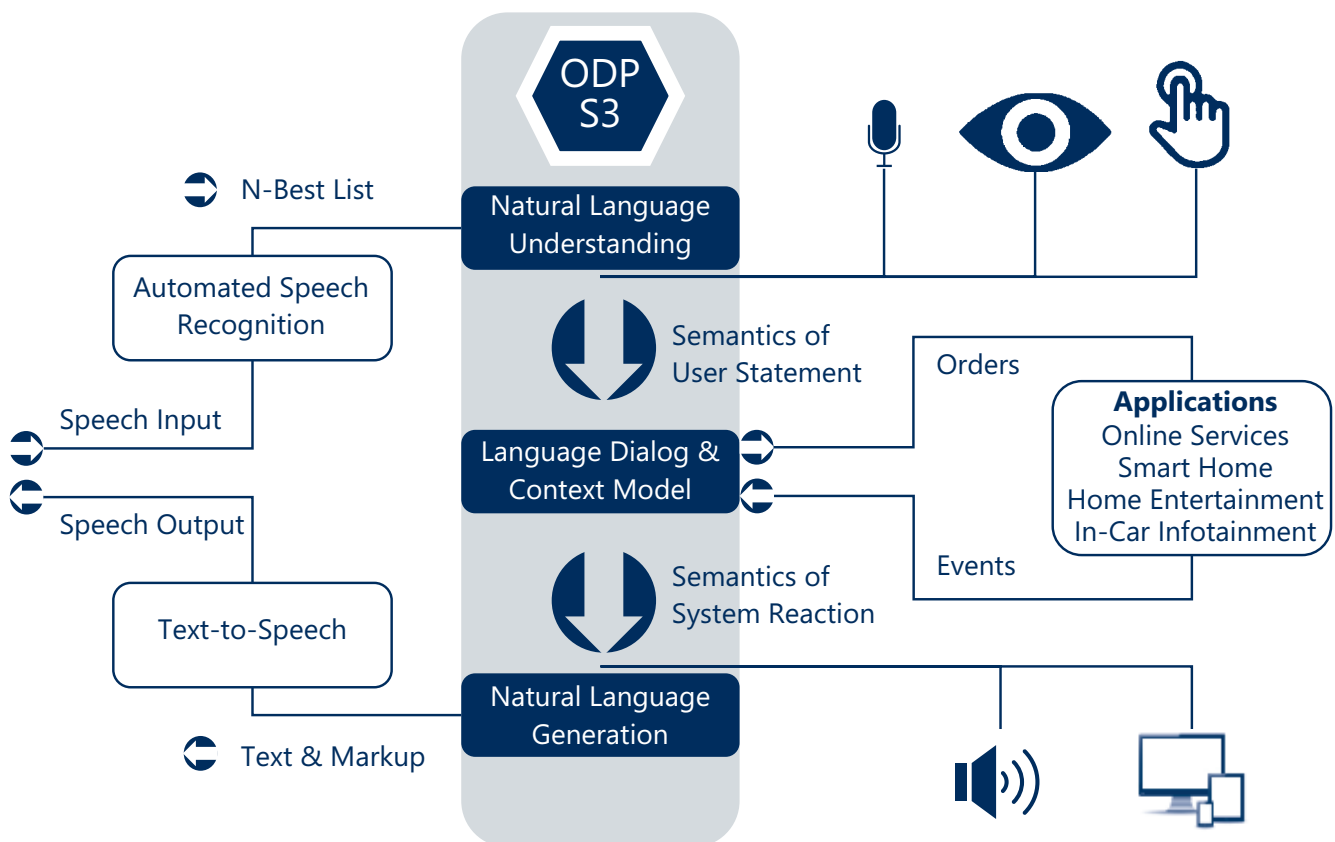 ODP
S3
N-Best List
Natural Language
Understanding
Automated Speech
Recognition
Semantics of
User Statement
Orders
Applications
Online Services
Smart Home
Home Entertainment
In-Car Infotainment
Speech Input
Language Dialog &
Context Model
Speech Output
Events
Semantics of
System Reaction
Text-to-Speech
Natural Language
Generation
Text & Markup